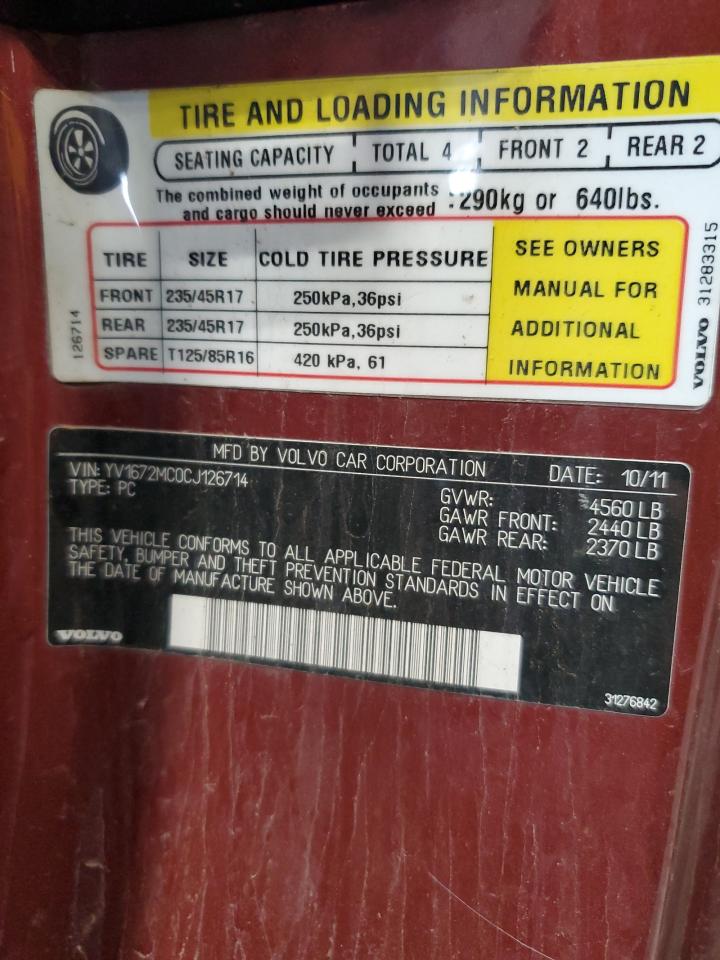 TIRE AND LOADING INFORMATION
SEATING CAPACITY TOTAL 4 FRONT 2 REAR 2
The combined weight of occupants
and cargo should never exceed : 290kg or 640lbs.
TIRE SIZE COLD TIRE PRESSURE
FRONT 235/45R17 250kPa,36psi
REAR 235/45R17 250kPa,36psi
SPARE T125/85R16 420 kPa, 61
SEE OWNERS
MANUAL FOR
ADDITIONAL
INFORMATION
126714
VOLVO 31283315
MFD BY VOLVO CAR CORPORATION DATE: 10/11
VIN: YV1672MC0CJ126714
TYPE: PC
GVWR: 4560 LB
GAWR FRONT: 2440 LB
GAWR REAR: 2370 LB
THIS VEHICLE CONFORMS TO ALL APPLICABLE FEDERAL MOTOR VEHICLE
SAFETY, BUMPER AND THEFT PREVENTION STANDARDS IN EFFECT ON
THE DATE OF MANUFACTURE SHOWN ABOVE.
VOLVO
31276842